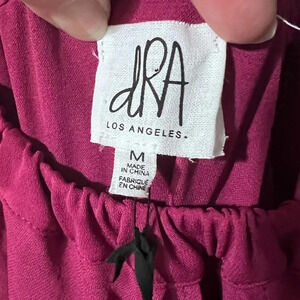 dRA
LOS ANGELES
M
MADE
IN CHINA
FABRIQUÉ
EN CHINE